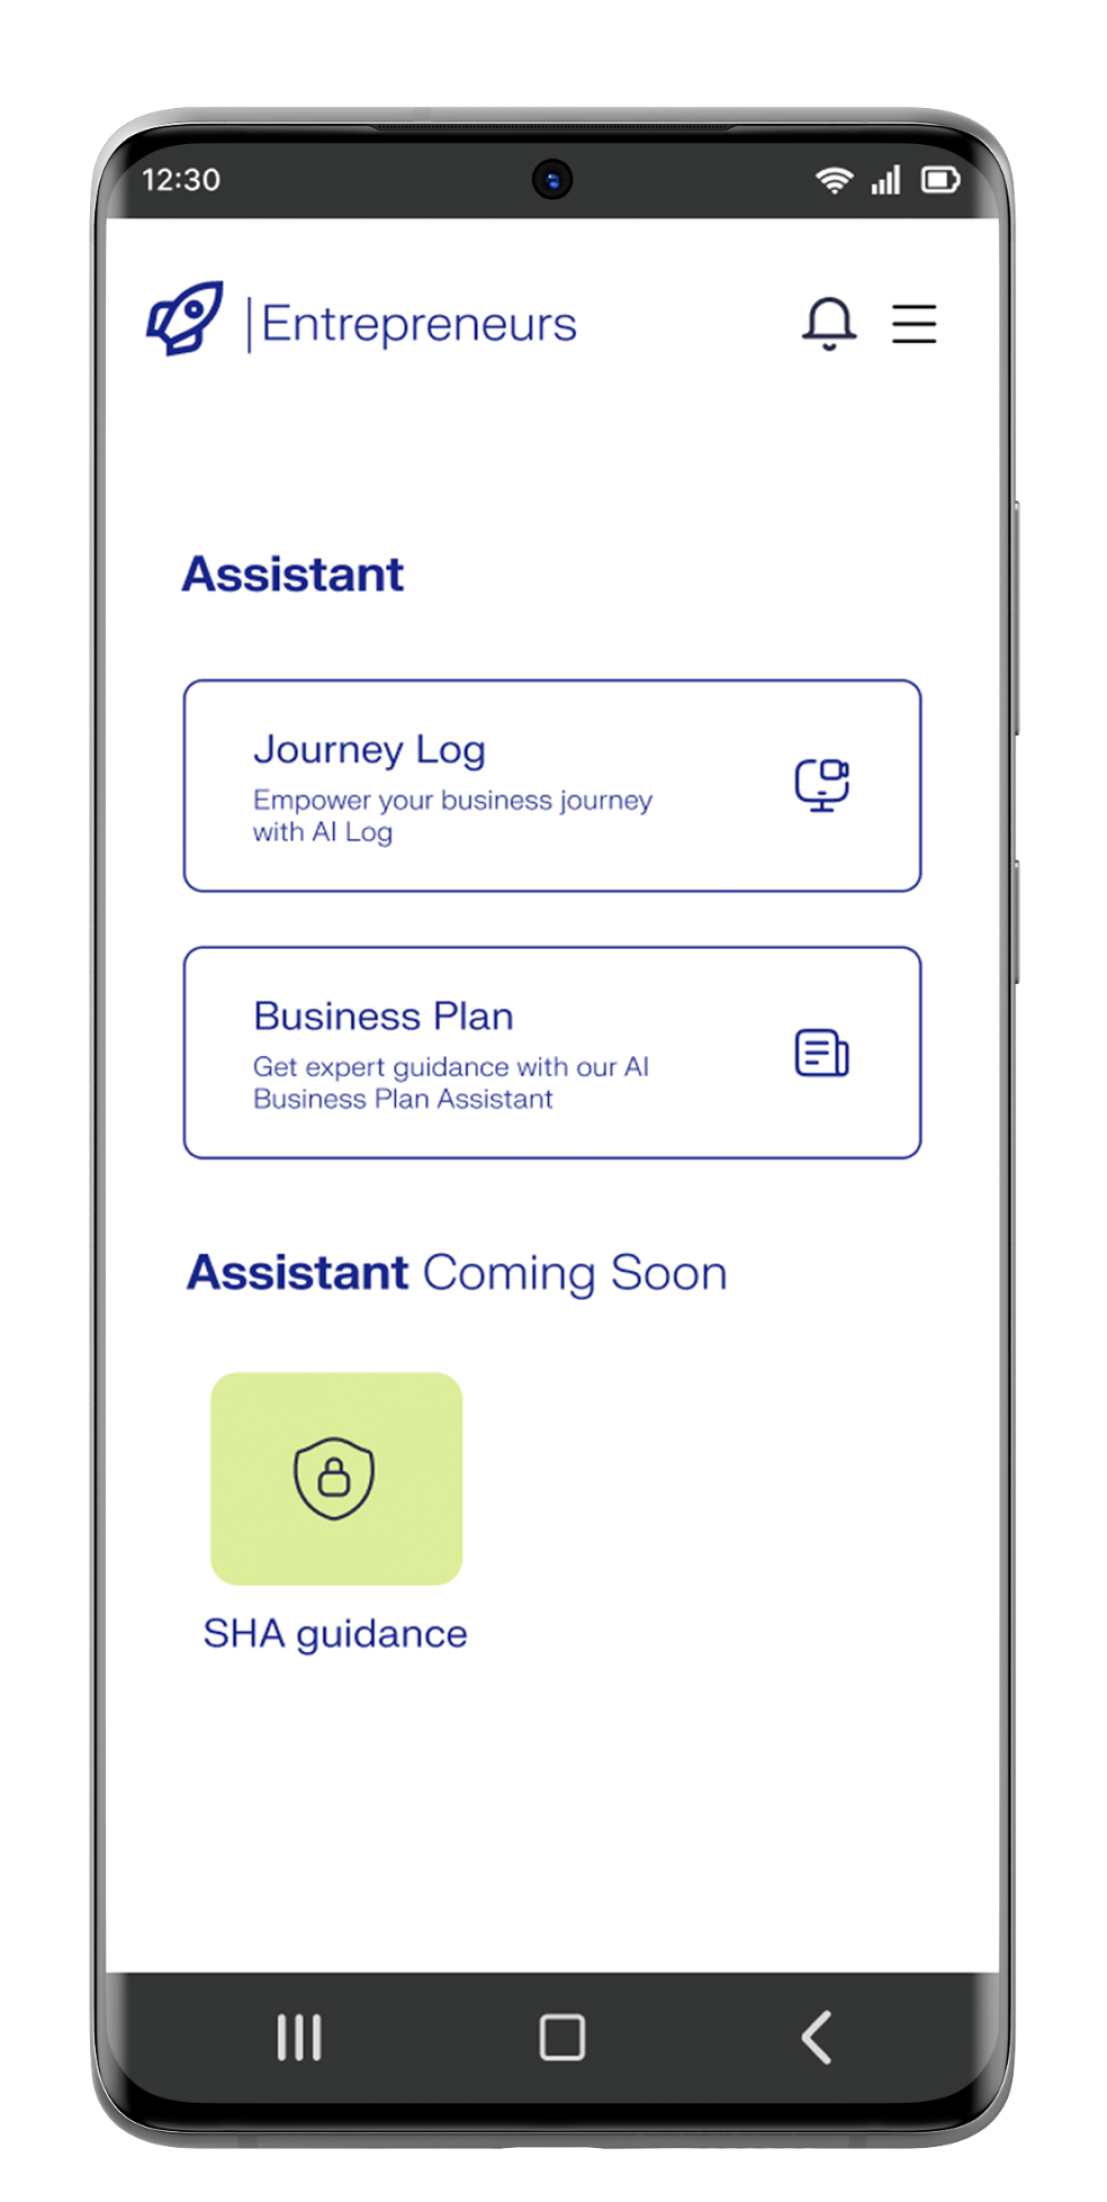 12:30
Entrepreneurs
Assistant
Journey Log
Empower your business journey
with AI Log
Business Plan
Get expert guidance with our AI
Business Plan Assistant
Assistant Coming Soon
SHA guidance